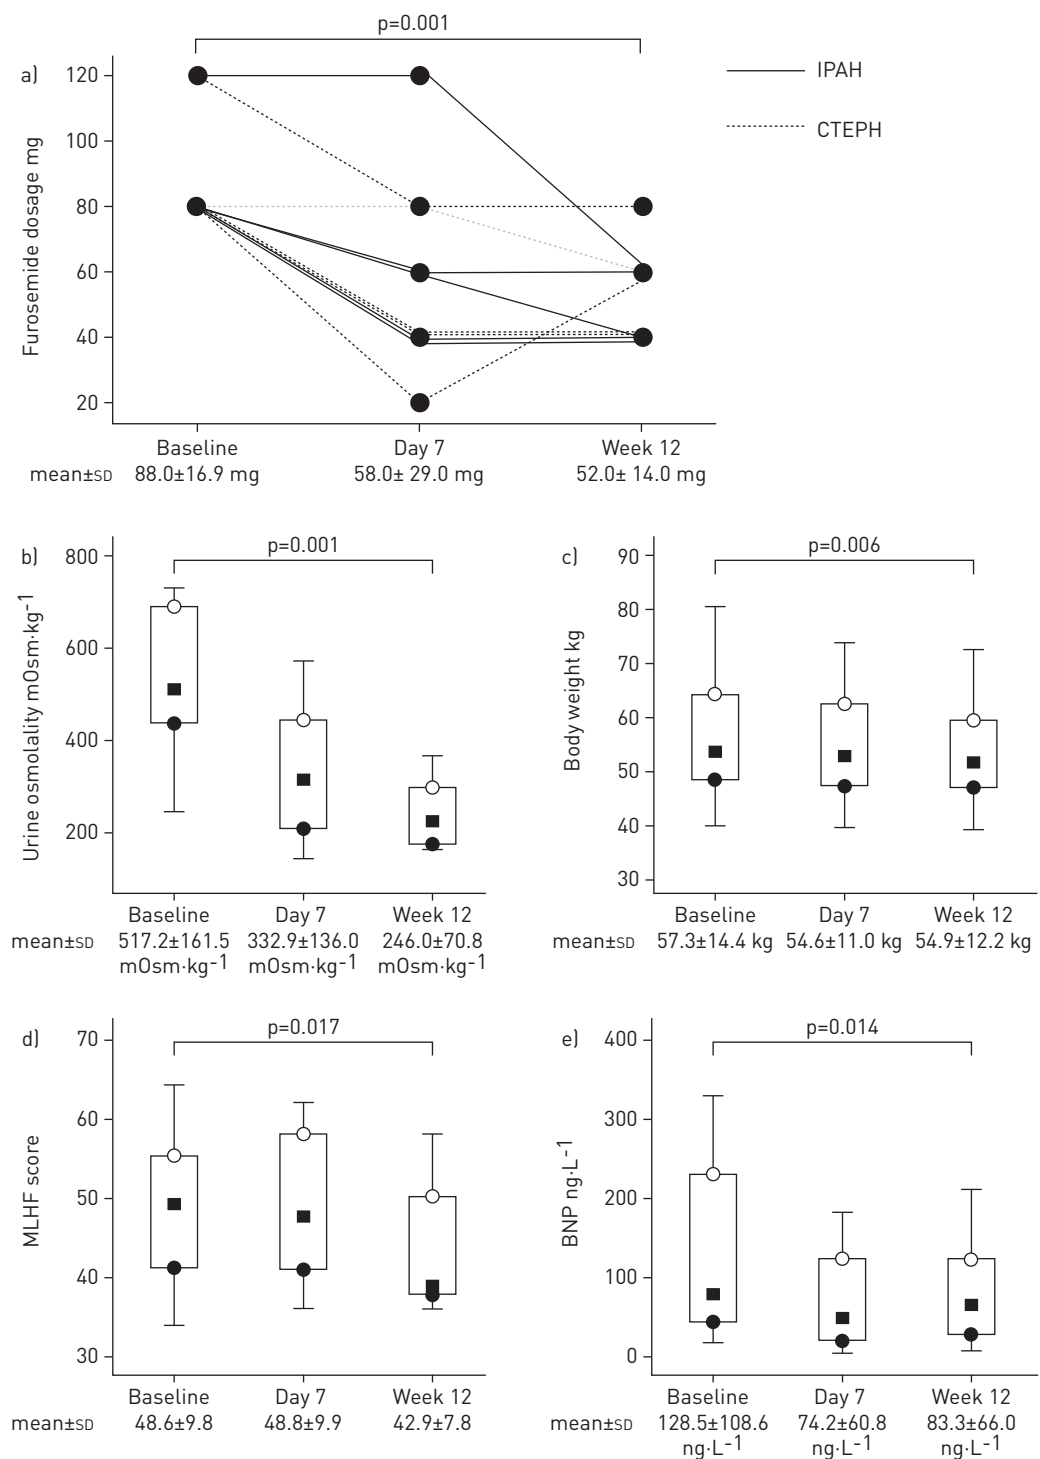 p=0.001
a)
120
100
80
60
40
20
Furosemide dosage mg
IPAH
CTEPH
Baseline Day 7 Week 12
mean±SD 88.0±16.9 mg 58.0± 29.0 mg 52.0± 14.0 mg
b)
p=0.001
800
600
400
200
Urine osmolality mOsm·kg⁻¹
Baseline Day 7 Week 12
mean±SD 517.2±161.5 332.9±136.0 246.0±70.8
mOsm·kg⁻¹ mOsm·kg⁻¹ mOsm·kg⁻¹
c)
p=0.006
90
80
70
60
50
40
30
Body weight kg
Baseline Day 7 Week 12
mean±SD 57.3±14.4 kg 54.6±11.0 kg 54.9±12.2 kg
d)
p=0.017
70
60
50
40
30
MLHF score
Baseline Day 7 Week 12
mean±SD 48.6±9.8 48.8±9.9 42.9±7.8
e)
p=0.014
400
300
200
100
0
BNP ng·L⁻¹
Baseline Day 7 Week 12
mean±SD 128.5±108.6 74.2±60.8 83.3±66.0
ng·L⁻¹ ng·L⁻¹ ng·L⁻¹